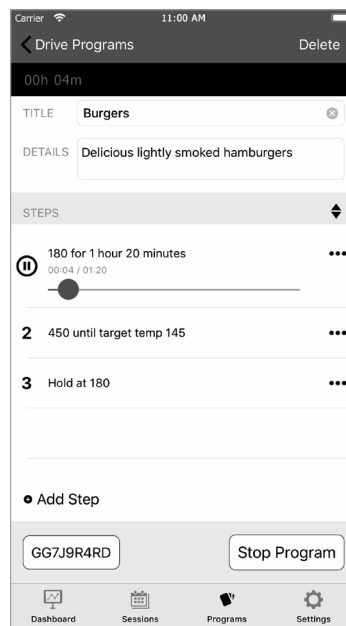 Carrier 11:00 AM
Drive Programs Delete
00h 04m
TITLE Burgers
DETAILS Delicious lightly smoked hamburgers
STEPS
180 for 1 hour 20 minutes
00:04 / 01:20
2 450 until target temp 145
3 Hold at 180
Add Step
GG7J9R4RD Stop Program
Dashboard Sessions Programs Settings